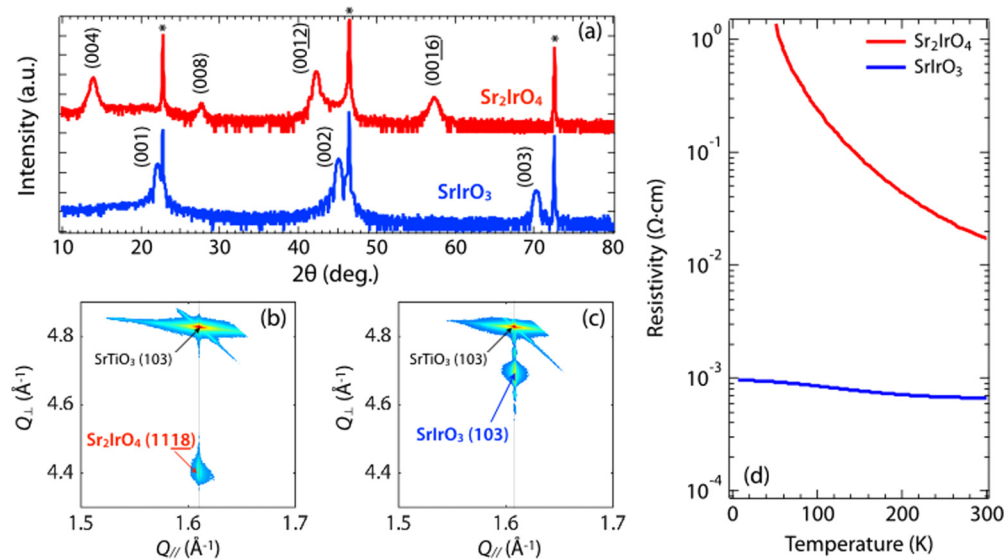 (a)
Intensity (a.u.)
(004)
*
(008)
(0012)
*
(0016)
*
Sr₂IrO₄
(001)
(002)
(003)
SrIrO₃
10 20 30 40 50 60 70 80
2θ (deg.)
(b)
Q⊥ (Å⁻¹)
4.8
4.6
4.4
SrTiO₃ (103)
Sr₂IrO₄ (1118)
1.5 1.6 1.7
Q// (Å⁻¹)
(c)
Q⊥ (Å⁻¹)
4.8
4.6
4.4
SrTiO₃ (103)
SrIrO₃ (103)
1.5 1.6 1.7
Q// (Å⁻¹)
Resistivity (Ω·cm)
10⁰
10⁻¹
10⁻²
10⁻³
10⁻⁴
Sr₂IrO₄
SrIrO₃
(d)
0 100 200 300
Temperature (K)